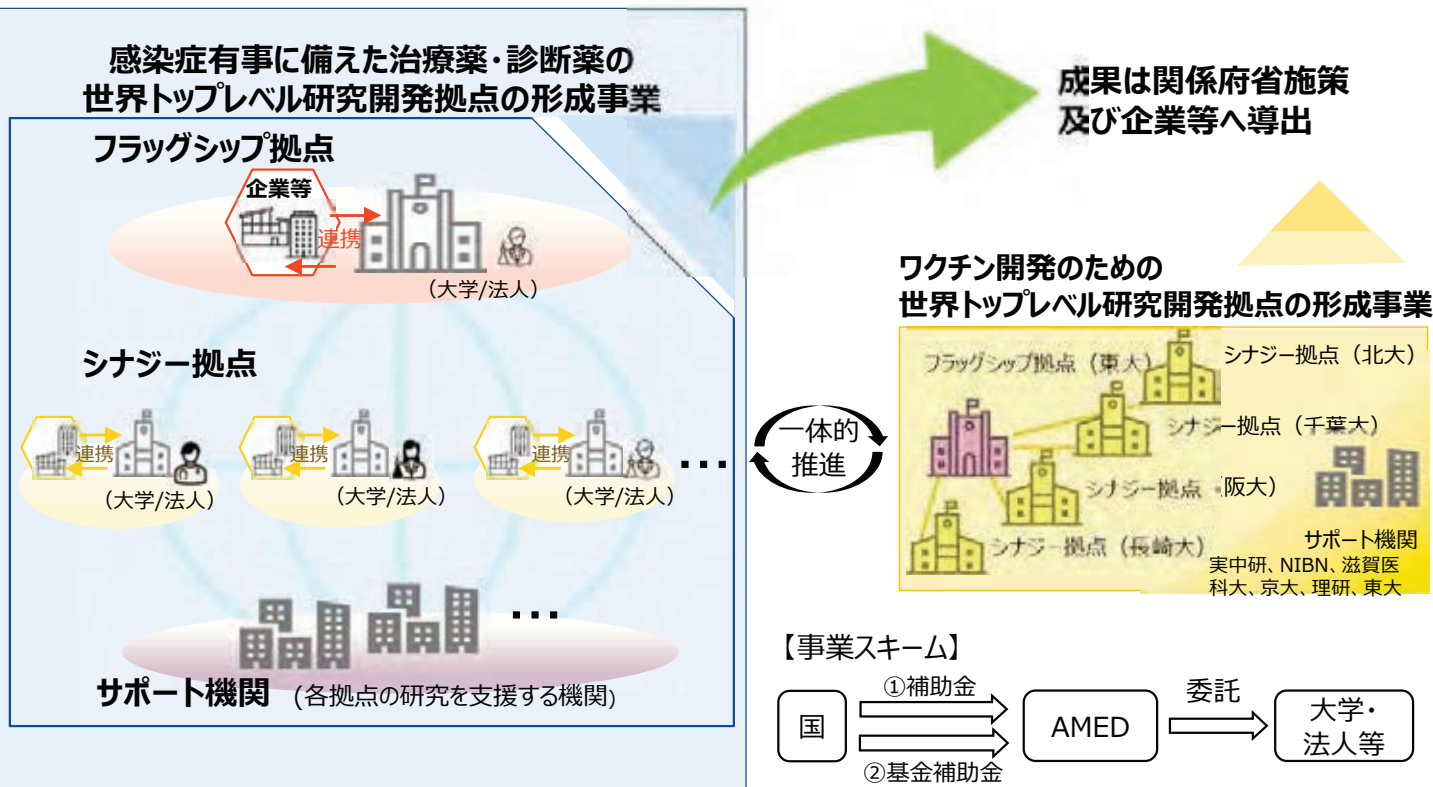 感染症有事に備えた治療薬・診断薬の
世界トップレベル研究開発拠点の形成事業
フラッグシップ拠点
企業等
連携
（大学/法人）
シナジー拠点
連携
（大学/法人）
連携
（大学/法人）
連携
（大学/法人）
･･･
･･･
サポート機関 (各拠点の研究を支援する機関)
成果は関係府省施策
及び企業等へ導出
一体的
推進
ワクチン開発のための
世界トップレベル研究開発拠点の形成事業
フラッグシップ拠点（東大）
シナジー拠点（北大）
シナジー拠点（千葉大）
シナジー拠点（阪大）
シナジー拠点（長崎大）
サポート機関
実中研、NIBN、滋賀医
科大、京大、理研、東大
【事業スキーム】
国
①補助金
②基金補助金
AMED
委託
大学・
法人等